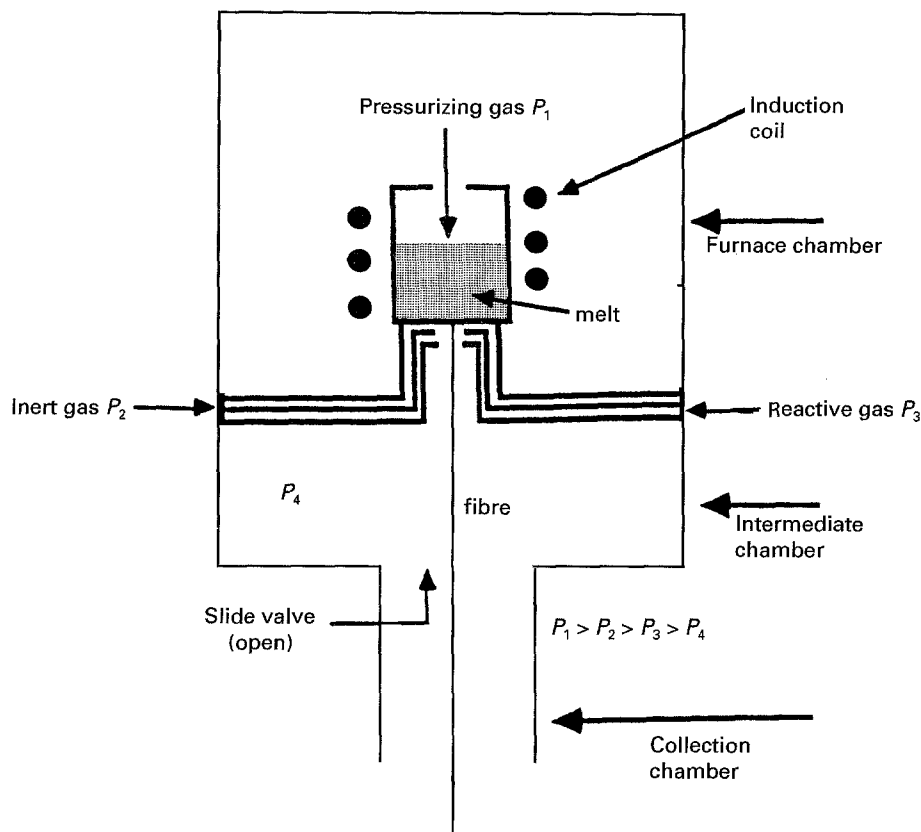 Pressurizing gas P₁
Induction
coil
Furnace chamber
melt
Inert gas P₂
Reactive gas P₃
P₄
fibre
Intermediate
chamber
Slide valve
(open)
P₁ > P₂ > P₃ > P₄
Collection
chamber